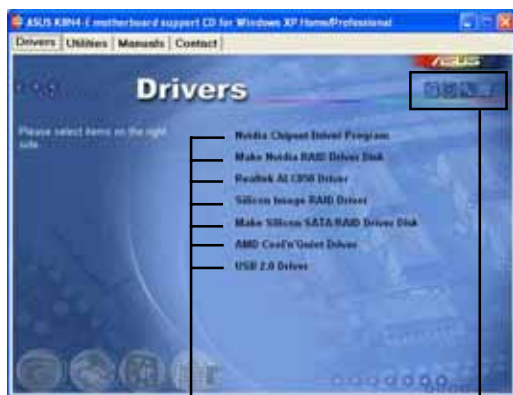 ASUS K8N4-E motherboard support CD for Windows XP Home/Professional
Drivers Utilities Manuals Contact
ASUS
Drivers
Please select items on the right side
Nvidia Chipset Driver Program
Make Nvidia RAID Driver Disk
Realtek ALC850 Driver
Silicon Image RAID Driver
Make Silicon SATA/RAID Driver Disk
AMD Cool'n'Quiet Driver
USB 2.0 Driver